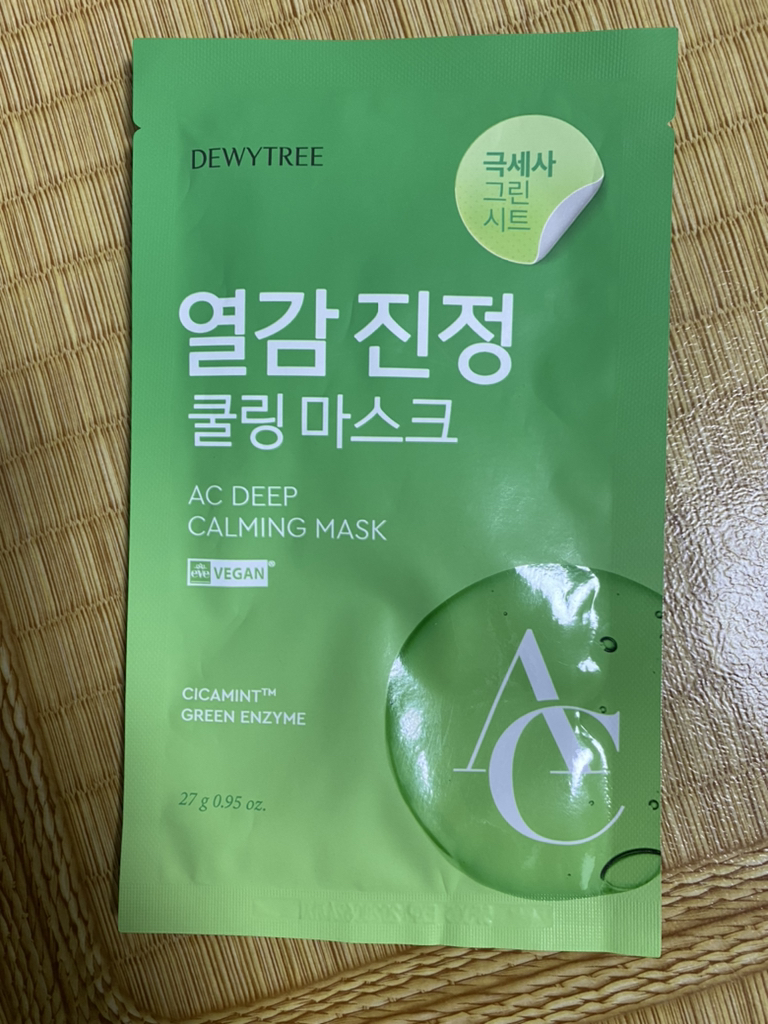 DEWYTREE
극세사
그린
시트
열감 진정
쿨링 마스크
AC DEEP
CALMING MASK
eve VEGAN®
CICAMINT™
GREEN ENZYME
27 g 0.95 oz.
AC